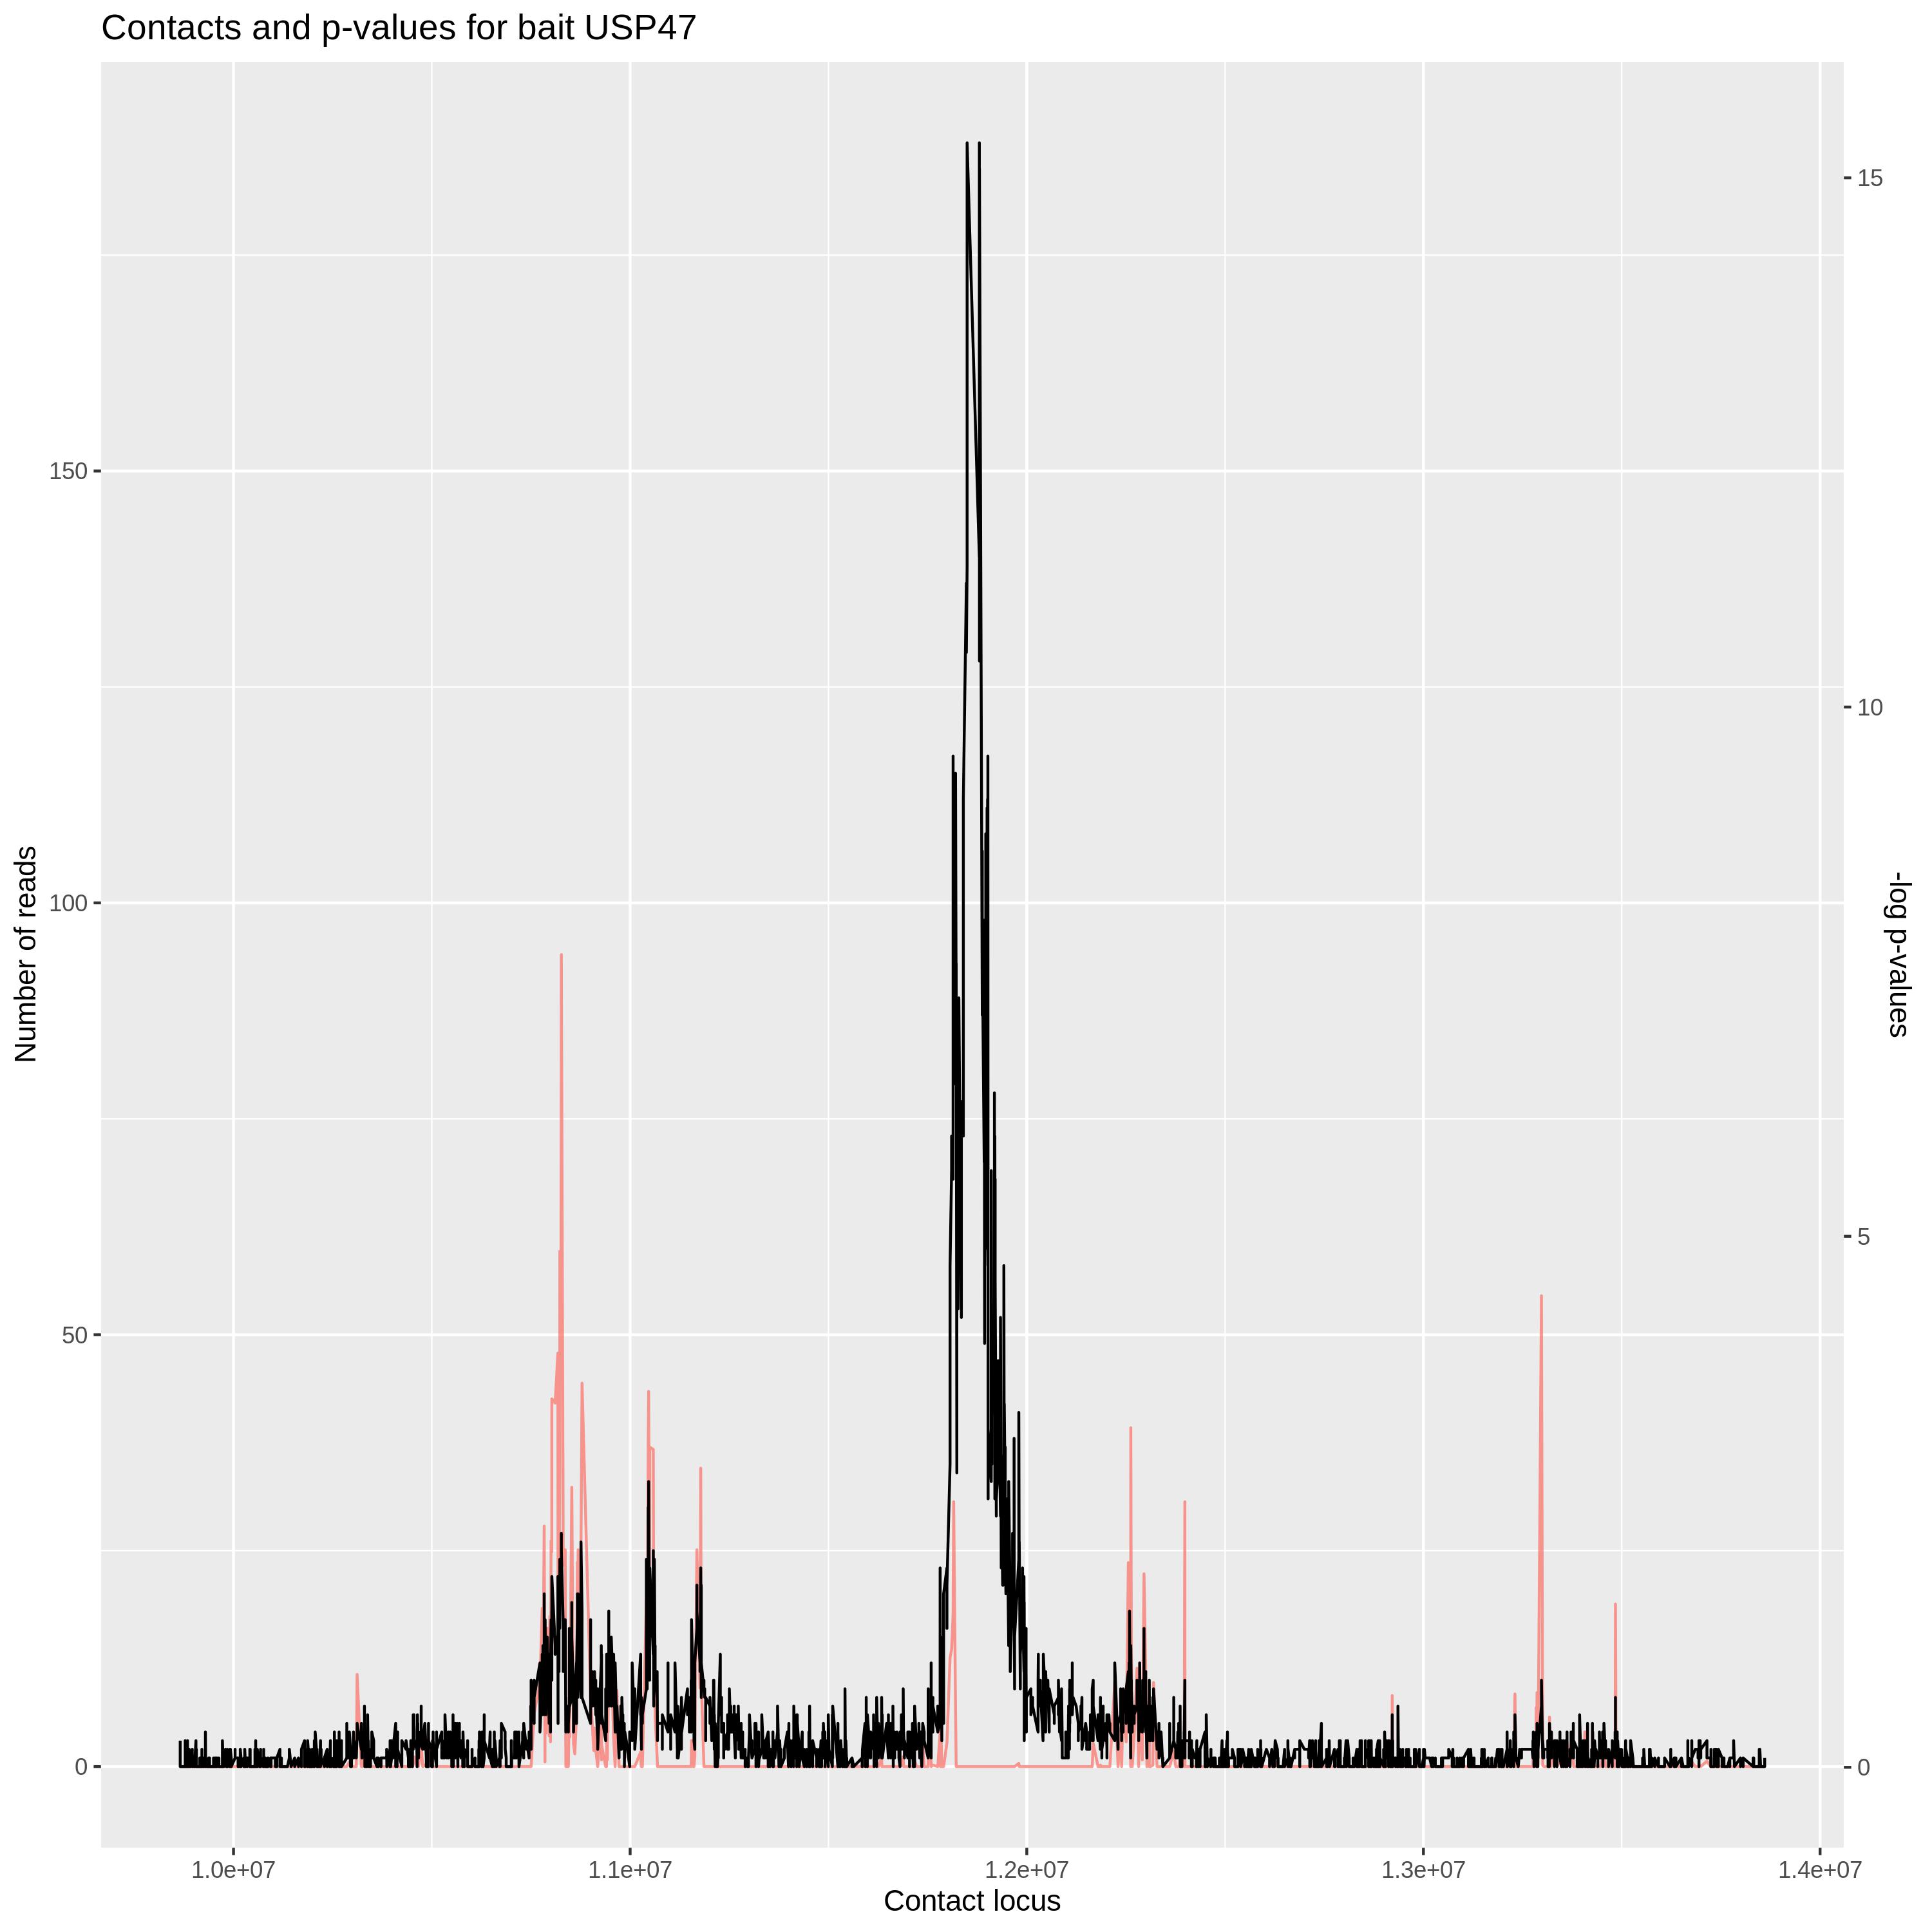 Contacts and p-values for bait USP47
Number of reads
150
100
50
0
15
10
5
0
-log p-values
1.0e+07
1.1e+07
1.2e+07
1.3e+07
1.4e+07
Contact locus